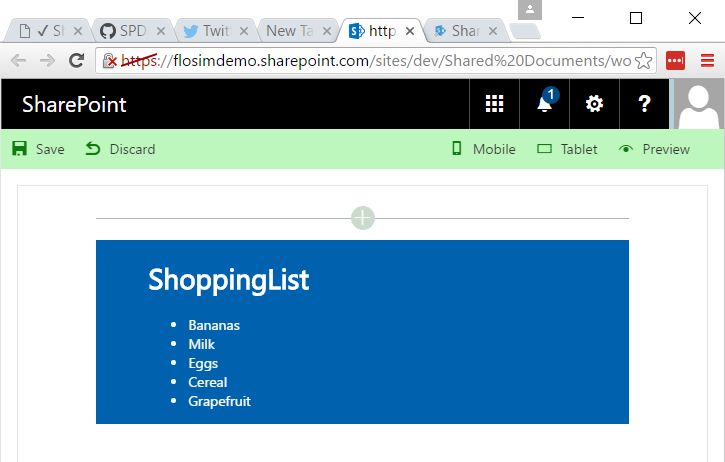 ✓ SI
SPD
Twitt
New Ta
http
Shar
https://flosimdemo.sharepoint.com/sites/dev/Shared%20Documents/wo
SharePoint
1
?
Save
Discard
Mobile
Tablet
Preview
ShoppingList
• Bananas
• Milk
• Eggs
• Cereal
• Grapefruit